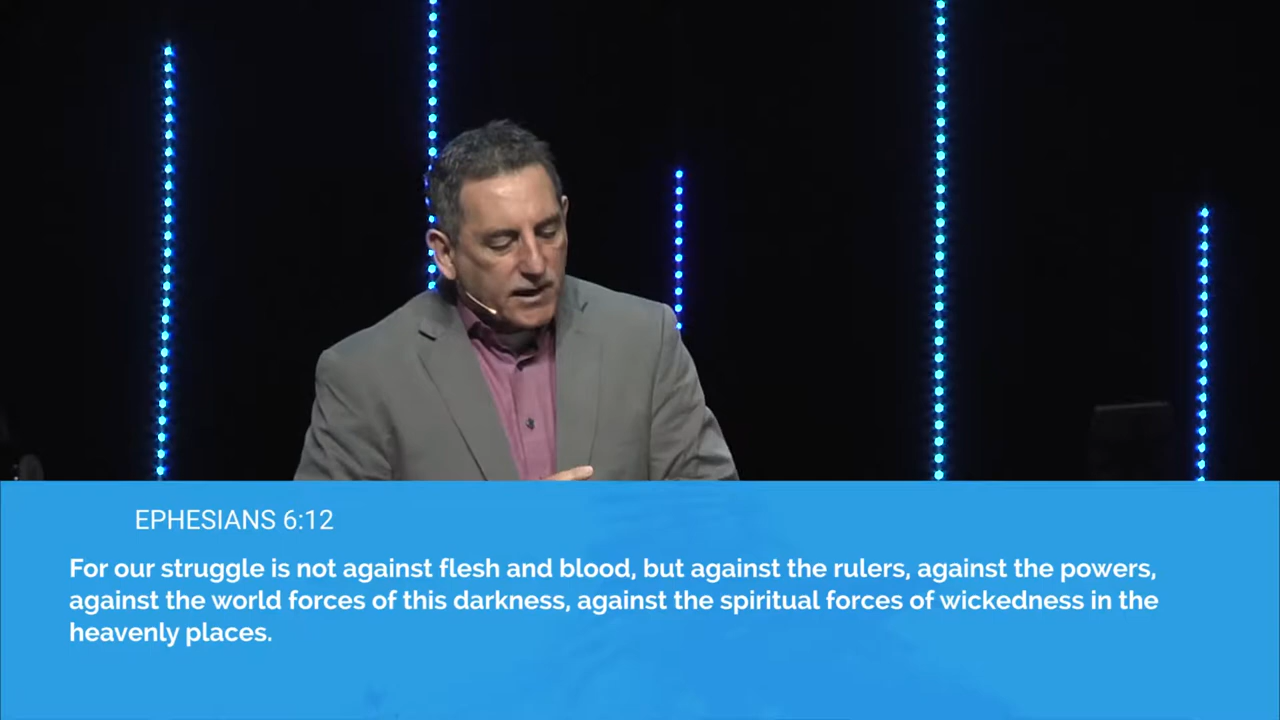 EPHESIANS 6:12
For our struggle is not against flesh and blood, but against the rulers, against the powers,
against the world forces of this darkness, against the spiritual forces of wickedness in the
heavenly places.